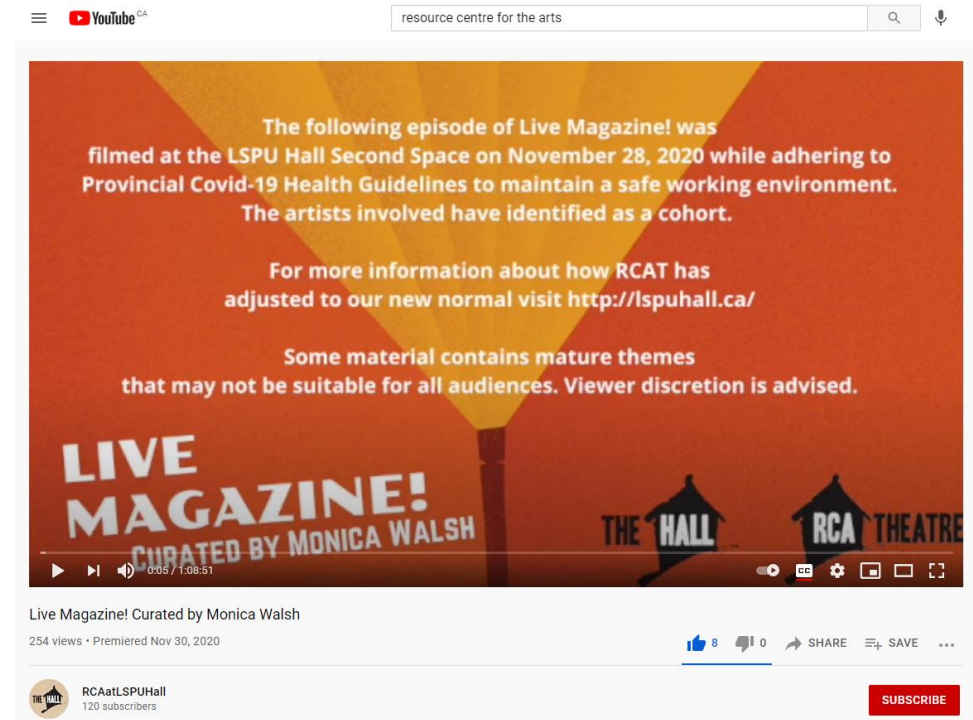 YouTube CA
resource centre for the arts
The following episode of Live Magazine! was
filmed at the LSPU Hall Second Space on November 28, 2020 while adhering to
Provincial Covid-19 Health Guidelines to maintain a safe working environment.
The artists involved have identified as a cohort.
For more information about how RCAT has
adjusted to our new normal visit http://lspuhall.ca/
Some material contains mature themes
that may not be suitable for all audiences. Viewer discretion is advised.
LIVE
MAGAZINE!
CURATED BY MONICA WALSH
THE HALL
RCA THEATRE
0:05 / 1:08:51
CC
Live Magazine! Curated by Monica Walsh
254 views • Premiered Nov 30, 2020
8
0
SHARE
SAVE
THE HALL
RCAatLSPUHall
120 subscribers
SUBSCRIBE